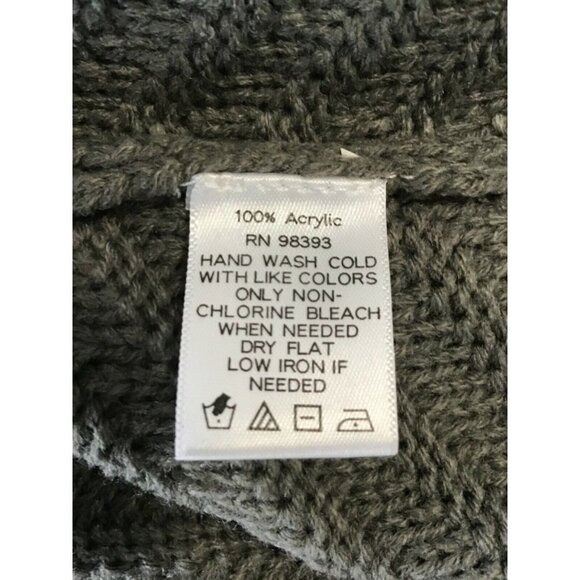 100% Acrylic
RN 98393
HAND WASH COLD
WITH LIKE COLORS
ONLY NON-
CHLORINE BLEACH
WHEN NEEDED
DRY FLAT
LOW IRON IF
NEEDED